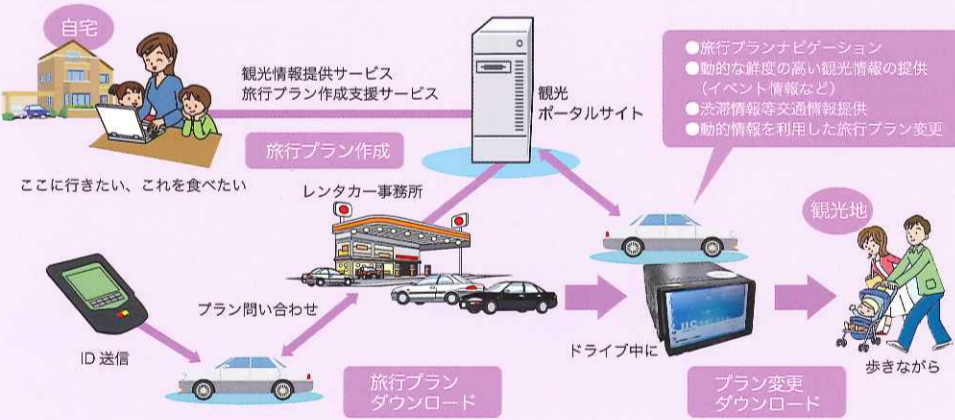 自宅
観光情報提供サービス
旅行プラン作成支援サービス
旅行プラン作成
ここに行きたい、これを食べたい
観光
ポータルサイト
●旅行プランナビゲーション
●動的な鮮度の高い観光情報の提供
（イベント情報など）
●渋滞情報等交通情報提供
●動的情報を利用した旅行プラン変更
レンタカー事務所
観光地
プラン問い合わせ
ID 送信
ドライブ中に
歩きながら
旅行プラン
ダウンロード
プラン変更
ダウンロード